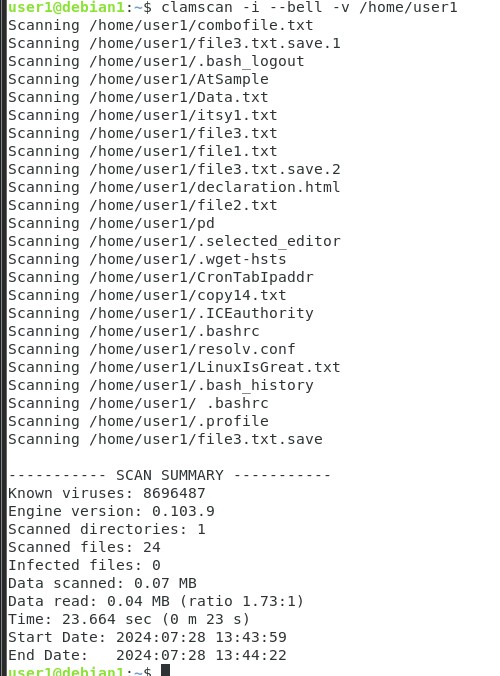 user1@debian1:~$ clamscan -i --bell -v /home/user1
Scanning /home/user1/combofile.txt
Scanning /home/user1/file3.txt.save.1
Scanning /home/user1/.bash_logout
Scanning /home/user1/AtSample
Scanning /home/user1/Data.txt
Scanning /home/user1/itsy1.txt
Scanning /home/user1/file3.txt
Scanning /home/user1/file1.txt
Scanning /home/user1/file3.txt.save.2
Scanning /home/user1/declaration.html
Scanning /home/user1/file2.txt
Scanning /home/user1/pd
Scanning /home/user1/.selected_editor
Scanning /home/user1/.wget-hsts
Scanning /home/user1/CronTabIpaddr
Scanning /home/user1/copy14.txt
Scanning /home/user1/.ICEauthority
Scanning /home/user1/.bashrc
Scanning /home/user1/resolv.conf
Scanning /home/user1/LinuxIsGreat.txt
Scanning /home/user1/.bash_history
Scanning /home/user1/ .bashrc
Scanning /home/user1/.profile
Scanning /home/user1/file3.txt.save
----------- SCAN SUMMARY -----------
Known viruses: 8696487
Engine version: 0.103.9
Scanned directories: 1
Scanned files: 24
Infected files: 0
Data scanned: 0.07 MB
Data read: 0.04 MB (ratio 1.73:1)
Time: 23.664 sec (0 m 23 s)
Start Date: 2024:07:28 13:43:59
End Date:   2024:07:28 13:44:22
user1@debian1:~$